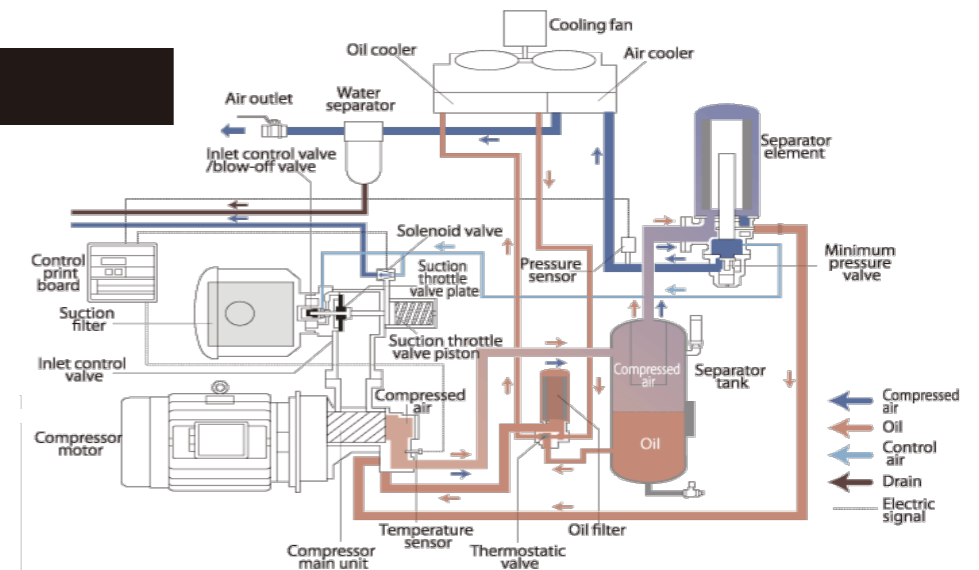 Cooling fan
Oil cooler
Air cooler
Air outlet
Water
separator
Separator
element
Inlet control valve
/blow-off valve
Solenoid valve
Control
print
board
Suction
throttle
valve plate
Pressure
sensor
Minimum
pressure
valve
Suction
filter
Suction throttle
valve piston
Inlet control
valve
Compressed
air
Separator
tank
Compressed
air
Compressor
motor
Oil
Compressed
air
Oil
Control
air
Drain
Electric
signal
Temperature
sensor
Oil filter
Compressor
main unit
Thermostatic
valve